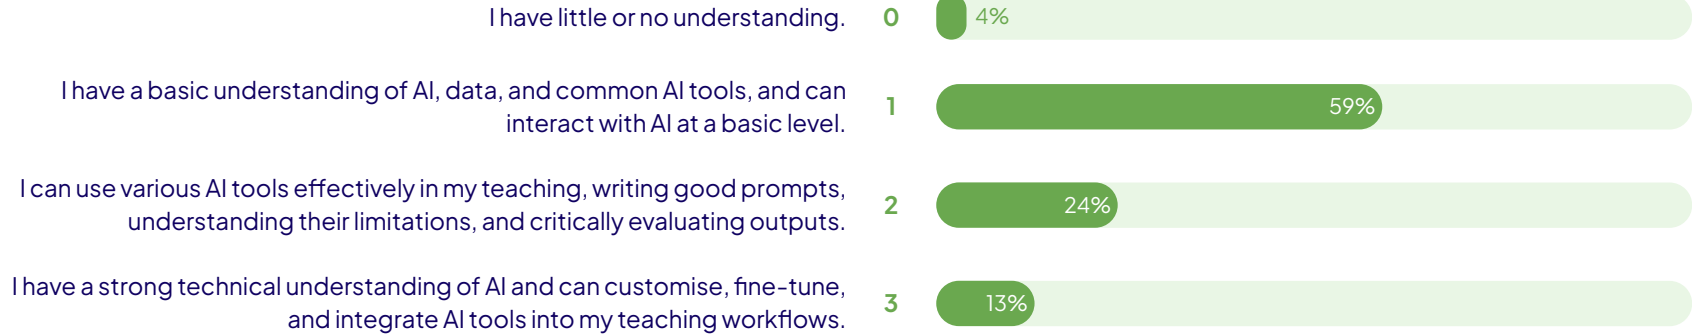 I have little or no understanding. 0 4%
I have a basic understanding of AI, data, and common AI tools, and can
interact with AI at a basic level.
1 59%
I can use various AI tools effectively in my teaching, writing good prompts,
understanding their limitations, and critically evaluating outputs.
2 24%
I have a strong technical understanding of AI and can customise, fine-tune,
and integrate AI tools into my teaching workflows.
3 13%